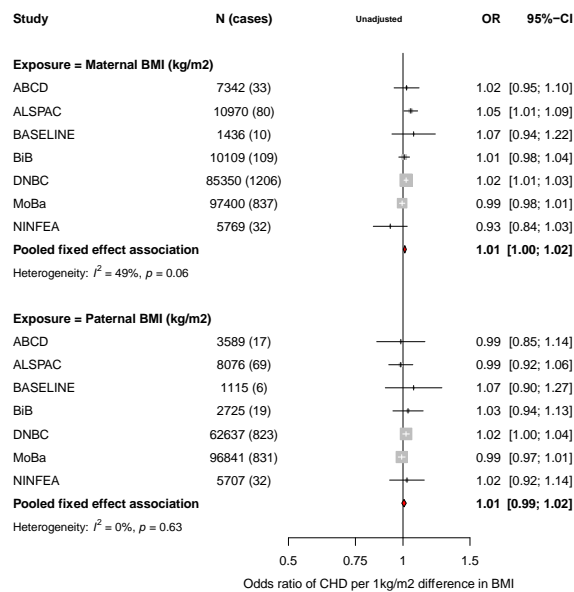 Study N (cases) Unadjusted OR 95%−CI
Exposure = Maternal BMI (kg/m2)
ABCD 7342 (33) 1.02 [0.95; 1.10]
ALSPAC 10970 (80) 1.05 [1.01; 1.09]
BASELINE 1436 (10) 1.07 [0.94; 1.22]
BiB 10109 (109) 1.01 [0.98; 1.04]
DNBC 85350 (1206) 1.02 [1.01; 1.03]
MoBa 97400 (837) 0.99 [0.98; 1.01]
NINFEA 5769 (32) 0.93 [0.84; 1.03]
Pooled fixed effect association 1.01 [1.00; 1.02]
Heterogeneity: I² = 49%, p = 0.06
Exposure = Paternal BMI (kg/m2)
ABCD 3589 (17) 0.99 [0.85; 1.14]
ALSPAC 8076 (69) 0.99 [0.92; 1.06]
BASELINE 1115 (6) 1.07 [0.90; 1.27]
BiB 2725 (19) 1.03 [0.94; 1.13]
DNBC 62637 (823) 1.02 [1.00; 1.04]
MoBa 96841 (831) 0.99 [0.97; 1.01]
NINFEA 5707 (32) 1.02 [0.92; 1.14]
Pooled fixed effect association 1.01 [0.99; 1.02]
Heterogeneity: I² = 0%, p = 0.63
0.5 0.75 1 1.5
Odds ratio of CHD per 1kg/m2 difference in BMI